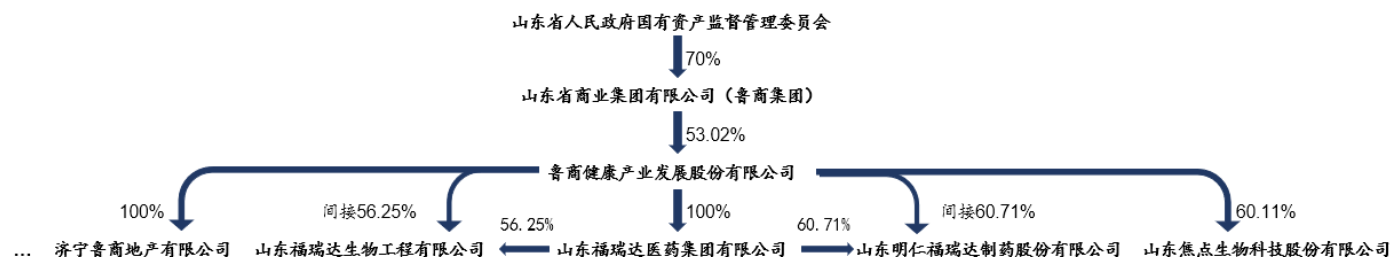 山东省人民政府国有资产监督管理委员会
70%
山东省商业集团有限公司（鲁商集团）
53.02%
鲁商健康产业发展股份有限公司
100% 间接56.25% 56.25% 100% 60.71% 间接60.71% 60.11%
... 济宁鲁商地产有限公司 山东福瑞达生物工程有限公司 山东福瑞达医药集团有限公司 山东明仁福瑞达制药股份有限公司 山东焦点生物科技股份有限公司